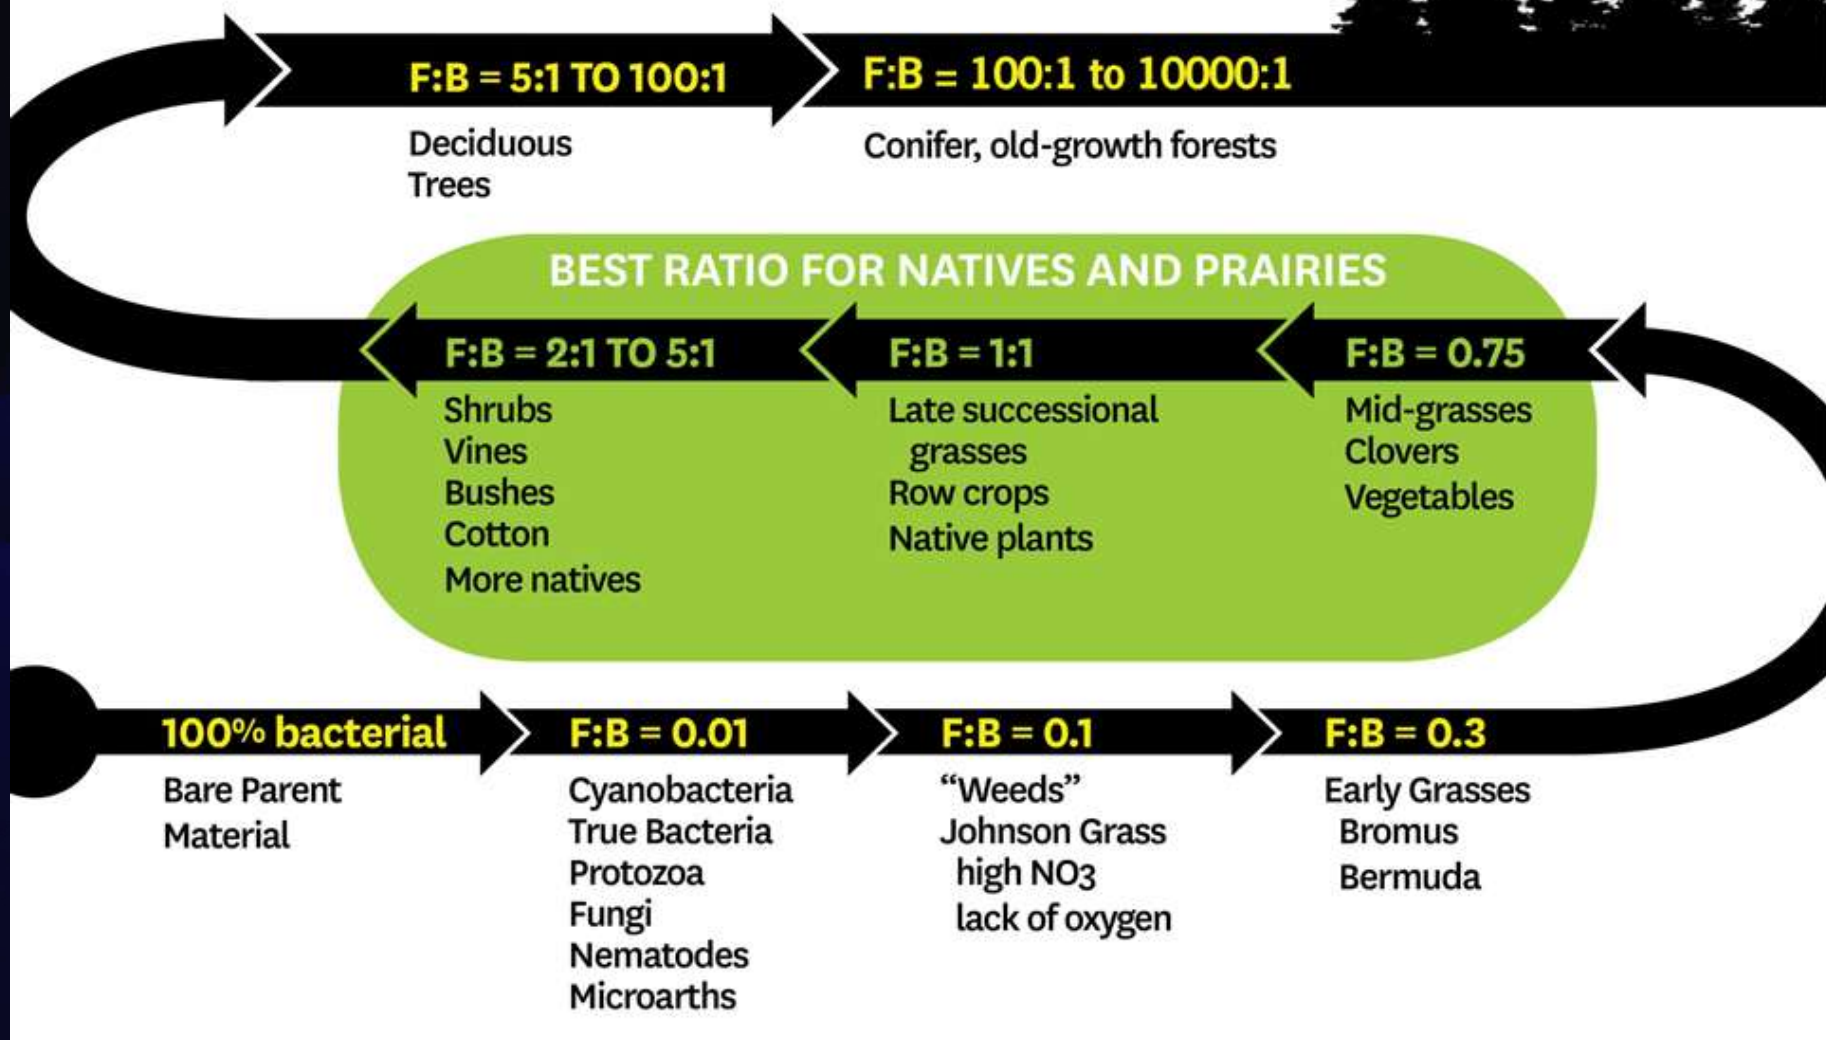 F:B = 5:1 TO 100:1
Deciduous
Trees
F:B = 100:1 to 10000:1
Conifer, old-growth forests
BEST RATIO FOR NATIVES AND PRAIRIES
F:B = 2:1 TO 5:1
Shrubs
Vines
Bushes
Cotton
More natives
F:B = 1:1
Late successional
grasses
Row crops
Native plants
F:B = 0.75
Mid-grasses
Clovers
Vegetables
100% bacterial
Bare Parent
Material
F:B = 0.01
Cyanobacteria
True Bacteria
Protozoa
Fungi
Nematodes
Microarths
F:B = 0.1
“Weeds”
Johnson Grass
high NO3
lack of oxygen
F:B = 0.3
Early Grasses
Bromus
Bermuda